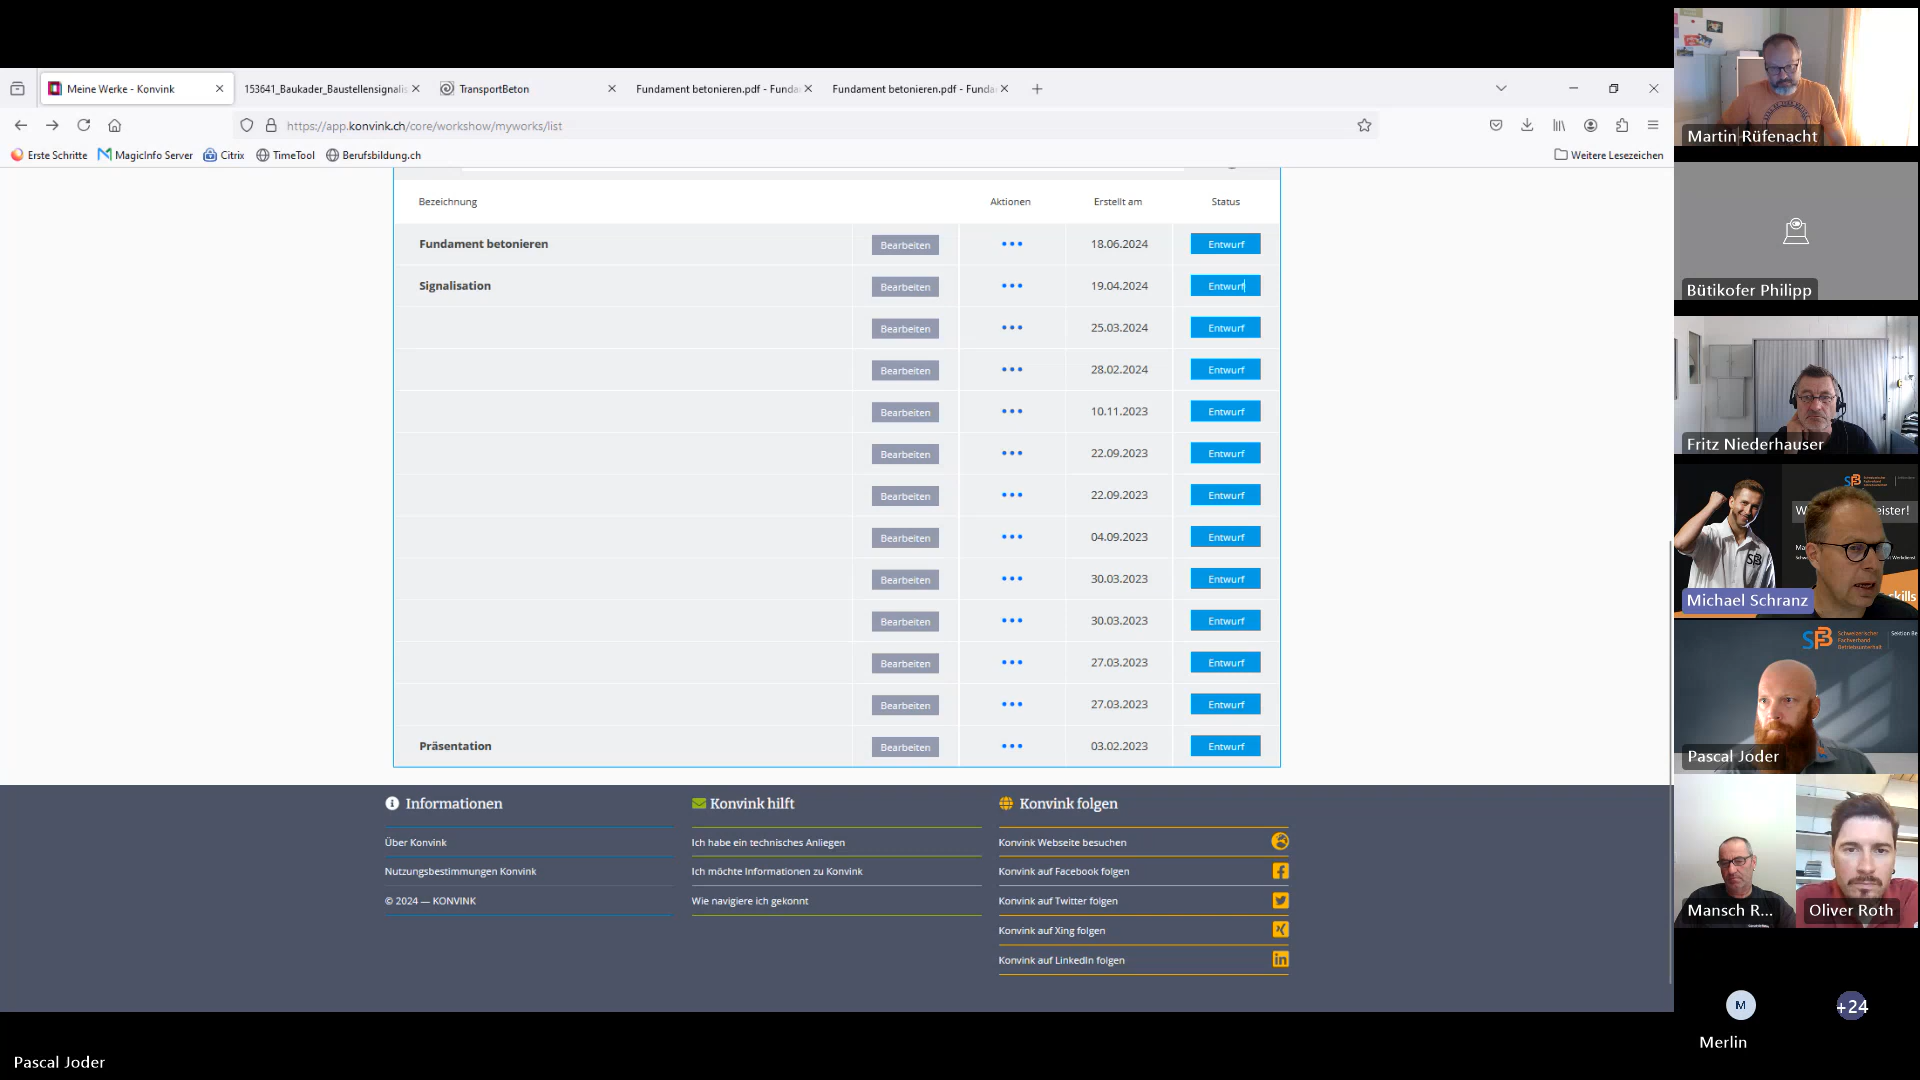 Meine Werke - Konvink
153641_Baukader_Baustellensignalis
TransportBeton
Fundament betonieren.pdf - Funda
Fundament betonieren.pdf - Funda
https://app.konvink.ch/core/workshow/myworks/list
Erste Schritte
MagicInfo Server
Citrix
TimeTool
Berufsbildung.ch
Weitere Lesezeichen
Bezeichnung Aktionen Erstellt am Status
Fundament betonieren Bearbeiten 18.06.2024 Entwurf
Signalisation Bearbeiten 19.04.2024 Entwurf
Bearbeiten 25.03.2024 Entwurf
Bearbeiten 28.02.2024 Entwurf
Bearbeiten 10.11.2023 Entwurf
Bearbeiten 22.09.2023 Entwurf
Bearbeiten 22.09.2023 Entwurf
Bearbeiten 04.09.2023 Entwurf
Bearbeiten 30.03.2023 Entwurf
Bearbeiten 30.03.2023 Entwurf
Bearbeiten 27.03.2023 Entwurf
Bearbeiten 27.03.2023 Entwurf
Präsentation Bearbeiten 03.02.2023 Entwurf
Informationen
Über Konvink
Nutzungsbestimmungen Konvink
© 2024 — KONVINK
Konvink hilft
Ich habe ein technisches Anliegen
Ich möchte Informationen zu Konvink
Wie navigiere ich gekonnt
Konvink folgen
Konvink Webseite besuchen
Konvink auf Facebook folgen
Konvink auf Twitter folgen
Konvink auf Xing folgen
Konvink auf LinkedIn folgen
Martin Rüfenacht
Bütikofer Philipp
Fritz Niederhauser
eister!
skills
Michael Schranz
Schweizerischer
Fachverband
Betriebsunterhalt
Sektion Be
Pascal Joder
Mansch R...
Oliver Roth
M
Merlin
+24
Pascal Joder